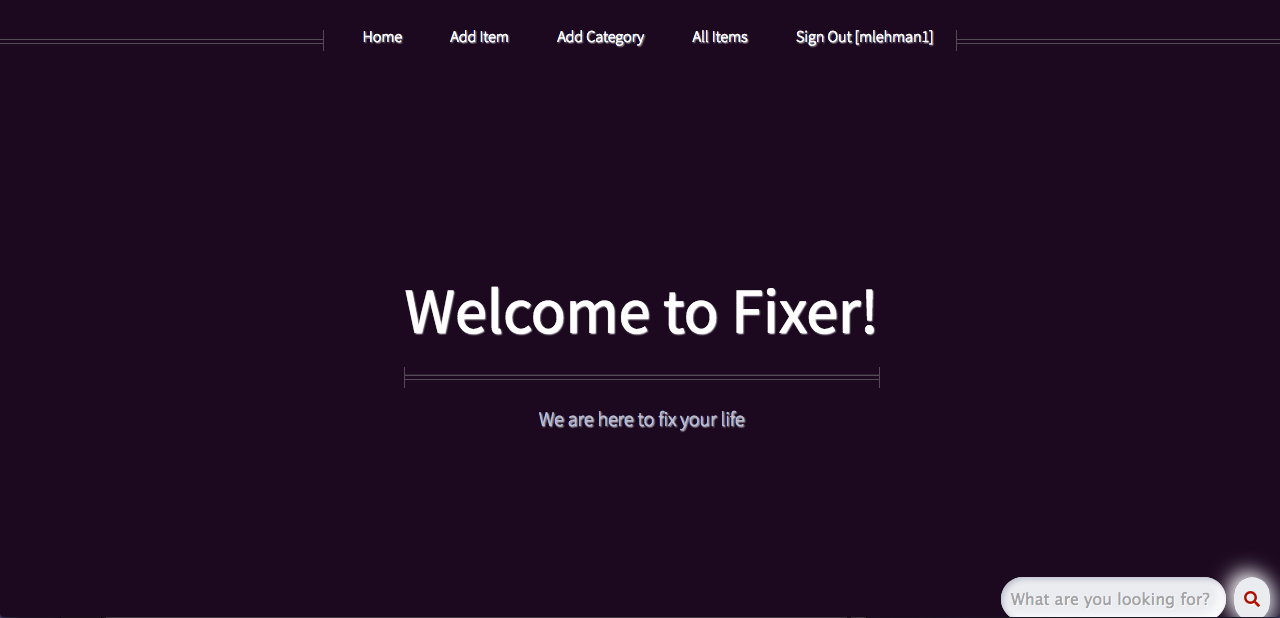 Home Add Item Add Category All Items Sign Out [mlehman1]
Welcome to Fixer!
We are here to fix your life
What are you looking for?